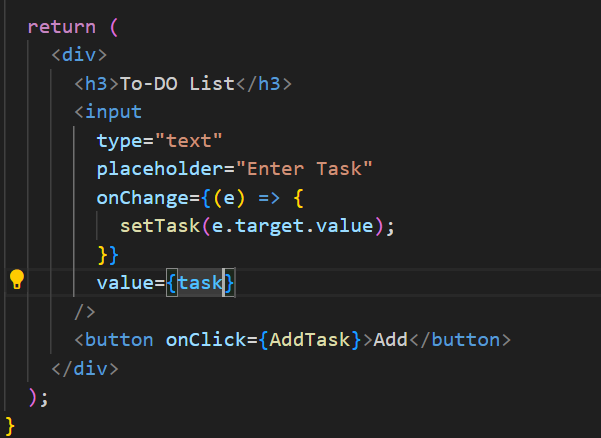 return (
<div>
<h3>To-DO List</h3>
<input
type="text"
placeholder="Enter Task"
onChange={(e) => {
setTask(e.target.value);
}}
value={task}
/>
<button onClick={AddTask}>Add</button>
</div>
);
}